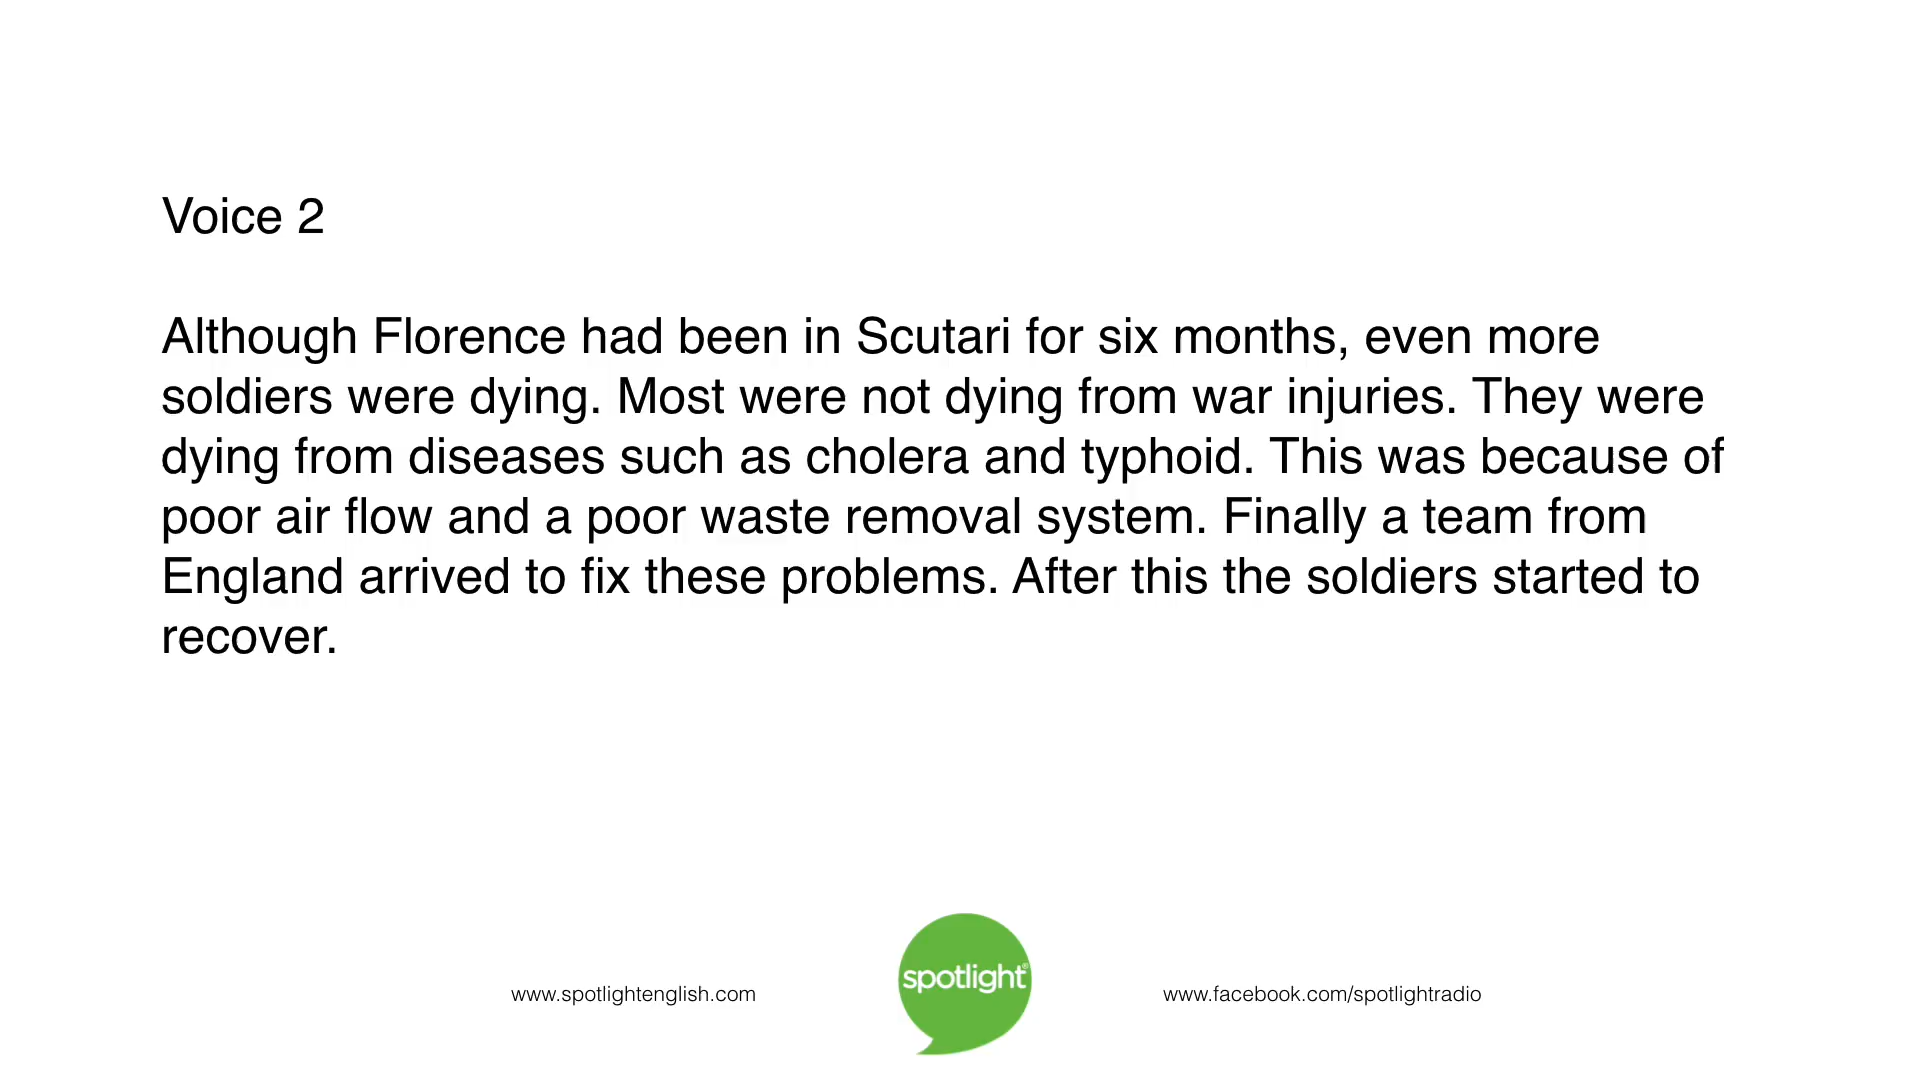 Voice 2
Although Florence had been in Scutari for six months, even more
soldiers were dying. Most were not dying from war injuries. They were
dying from diseases such as cholera and typhoid. This was because of
poor air flow and a poor waste removal system. Finally a team from
England arrived to fix these problems. After this the soldiers started to
recover.
www.spotlightenglish.com
spotlight®
www.facebook.com/spotlightradio